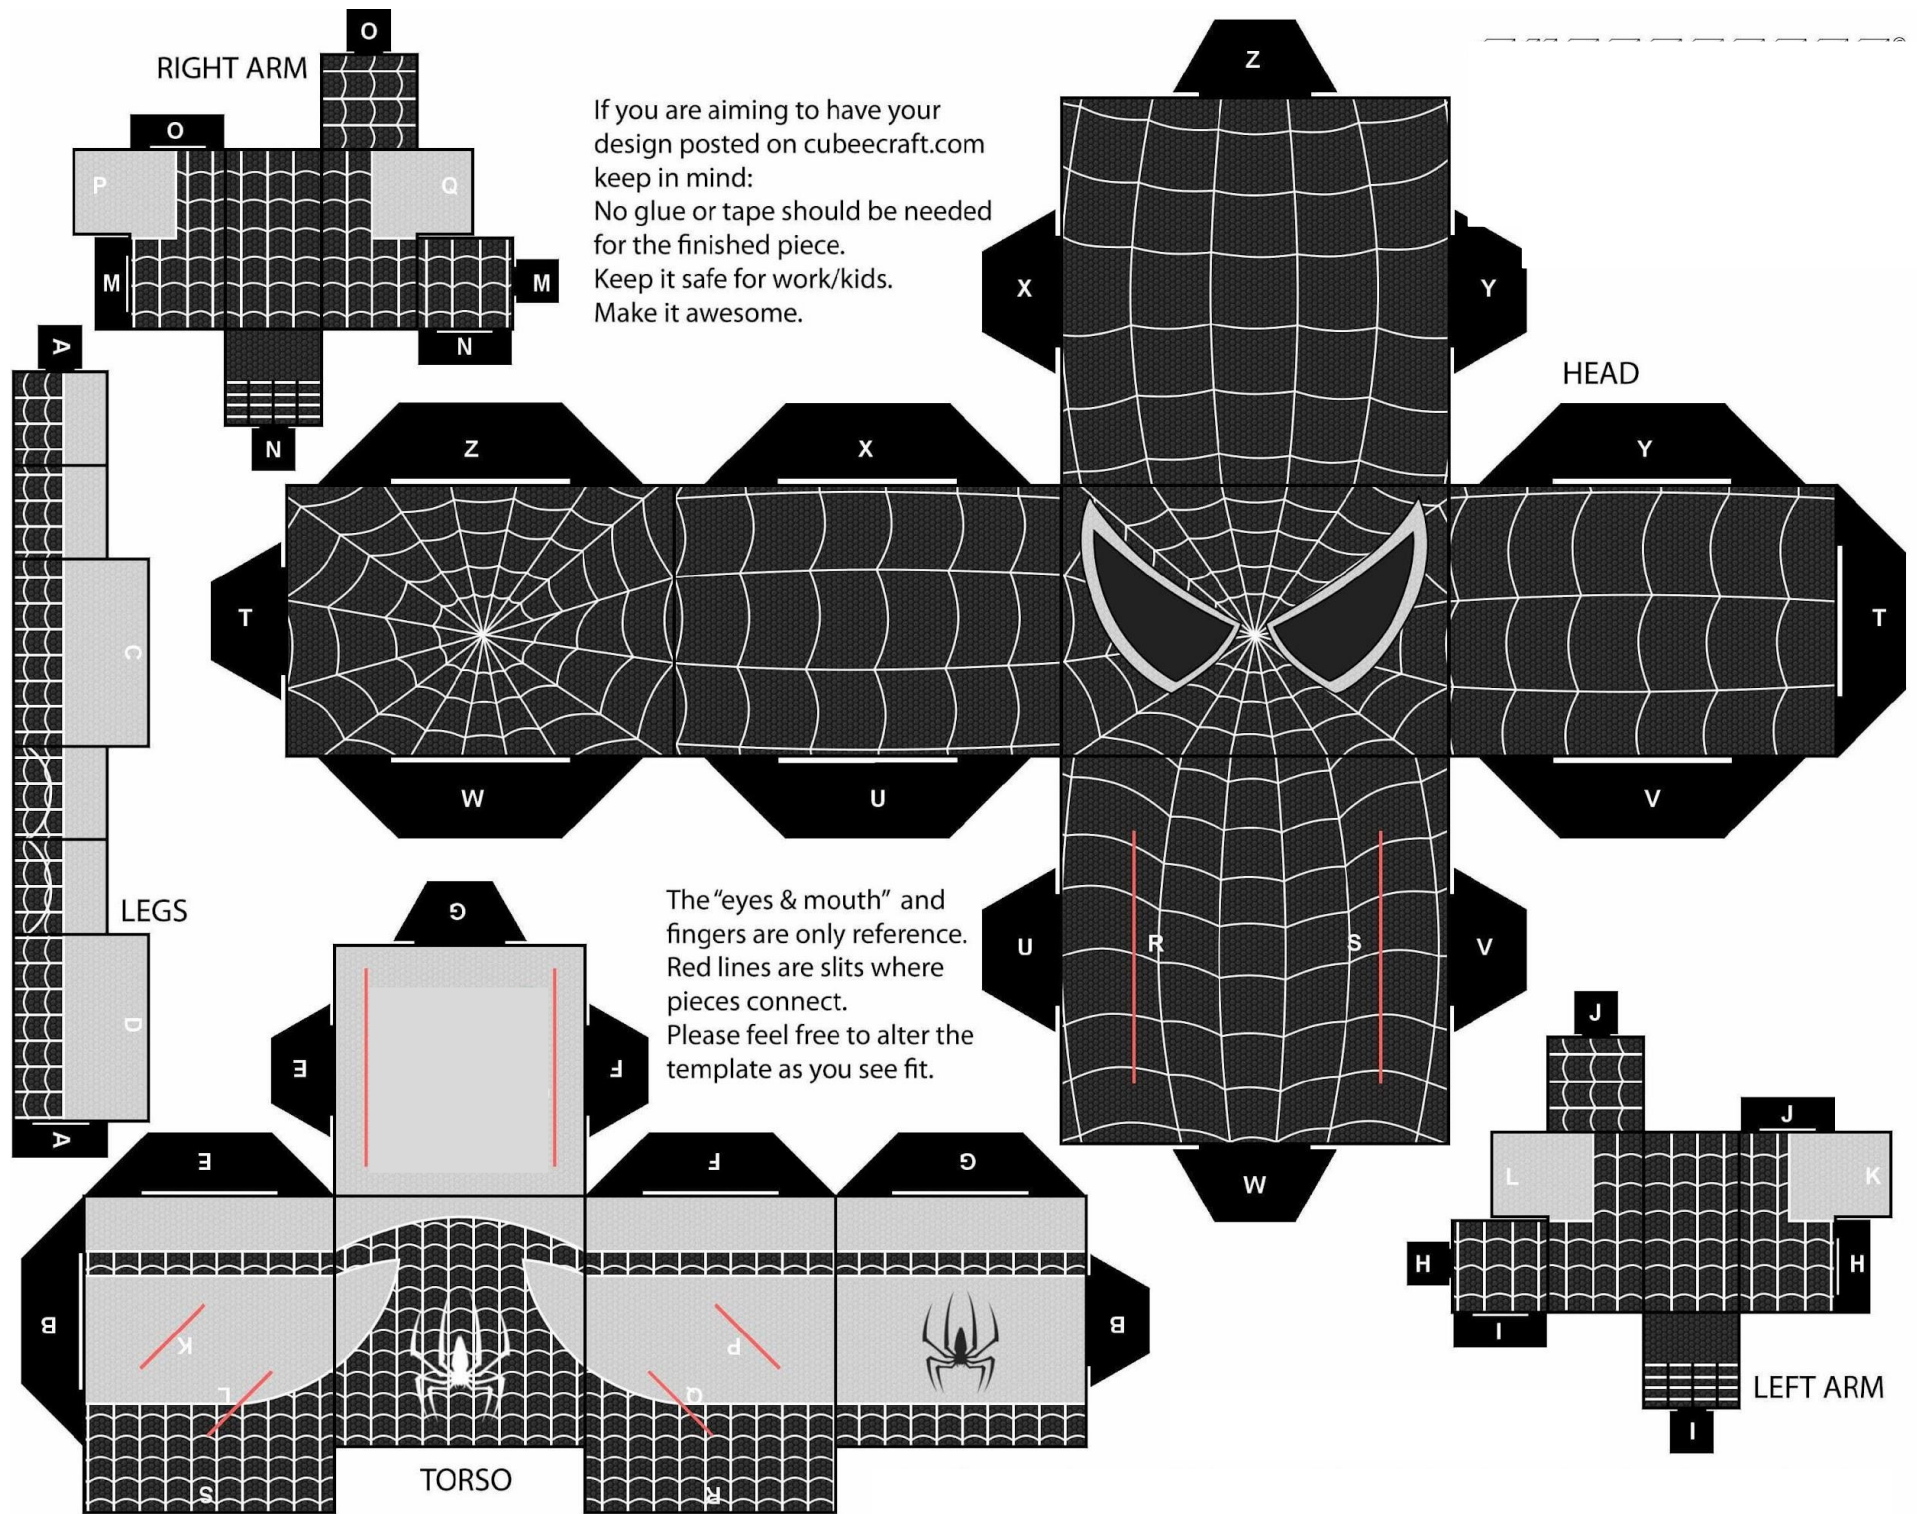 O
RIGHT ARM
Z
If you are aiming to have your
design posted on cubeecraft.com
keep in mind:
No glue or tape should be needed
for the finished piece.
Keep it safe for work/kids.
Make it awesome.
O
P
Q
M
M
X
Y
N
A
HEAD
N
Z
X
Y
T
T
C
W
U
V
LEGS
G
The “eyes & mouth” and
fingers are only reference.
Red lines are slits where
pieces connect.
Please feel free to alter the
template as you see fit.
U
R
S
V
D
E
F
J
A
J
E
F
G
L
K
W
H
H
B
B
K
P
I
L
Q
LEFT ARM
I
TORSO
S
R